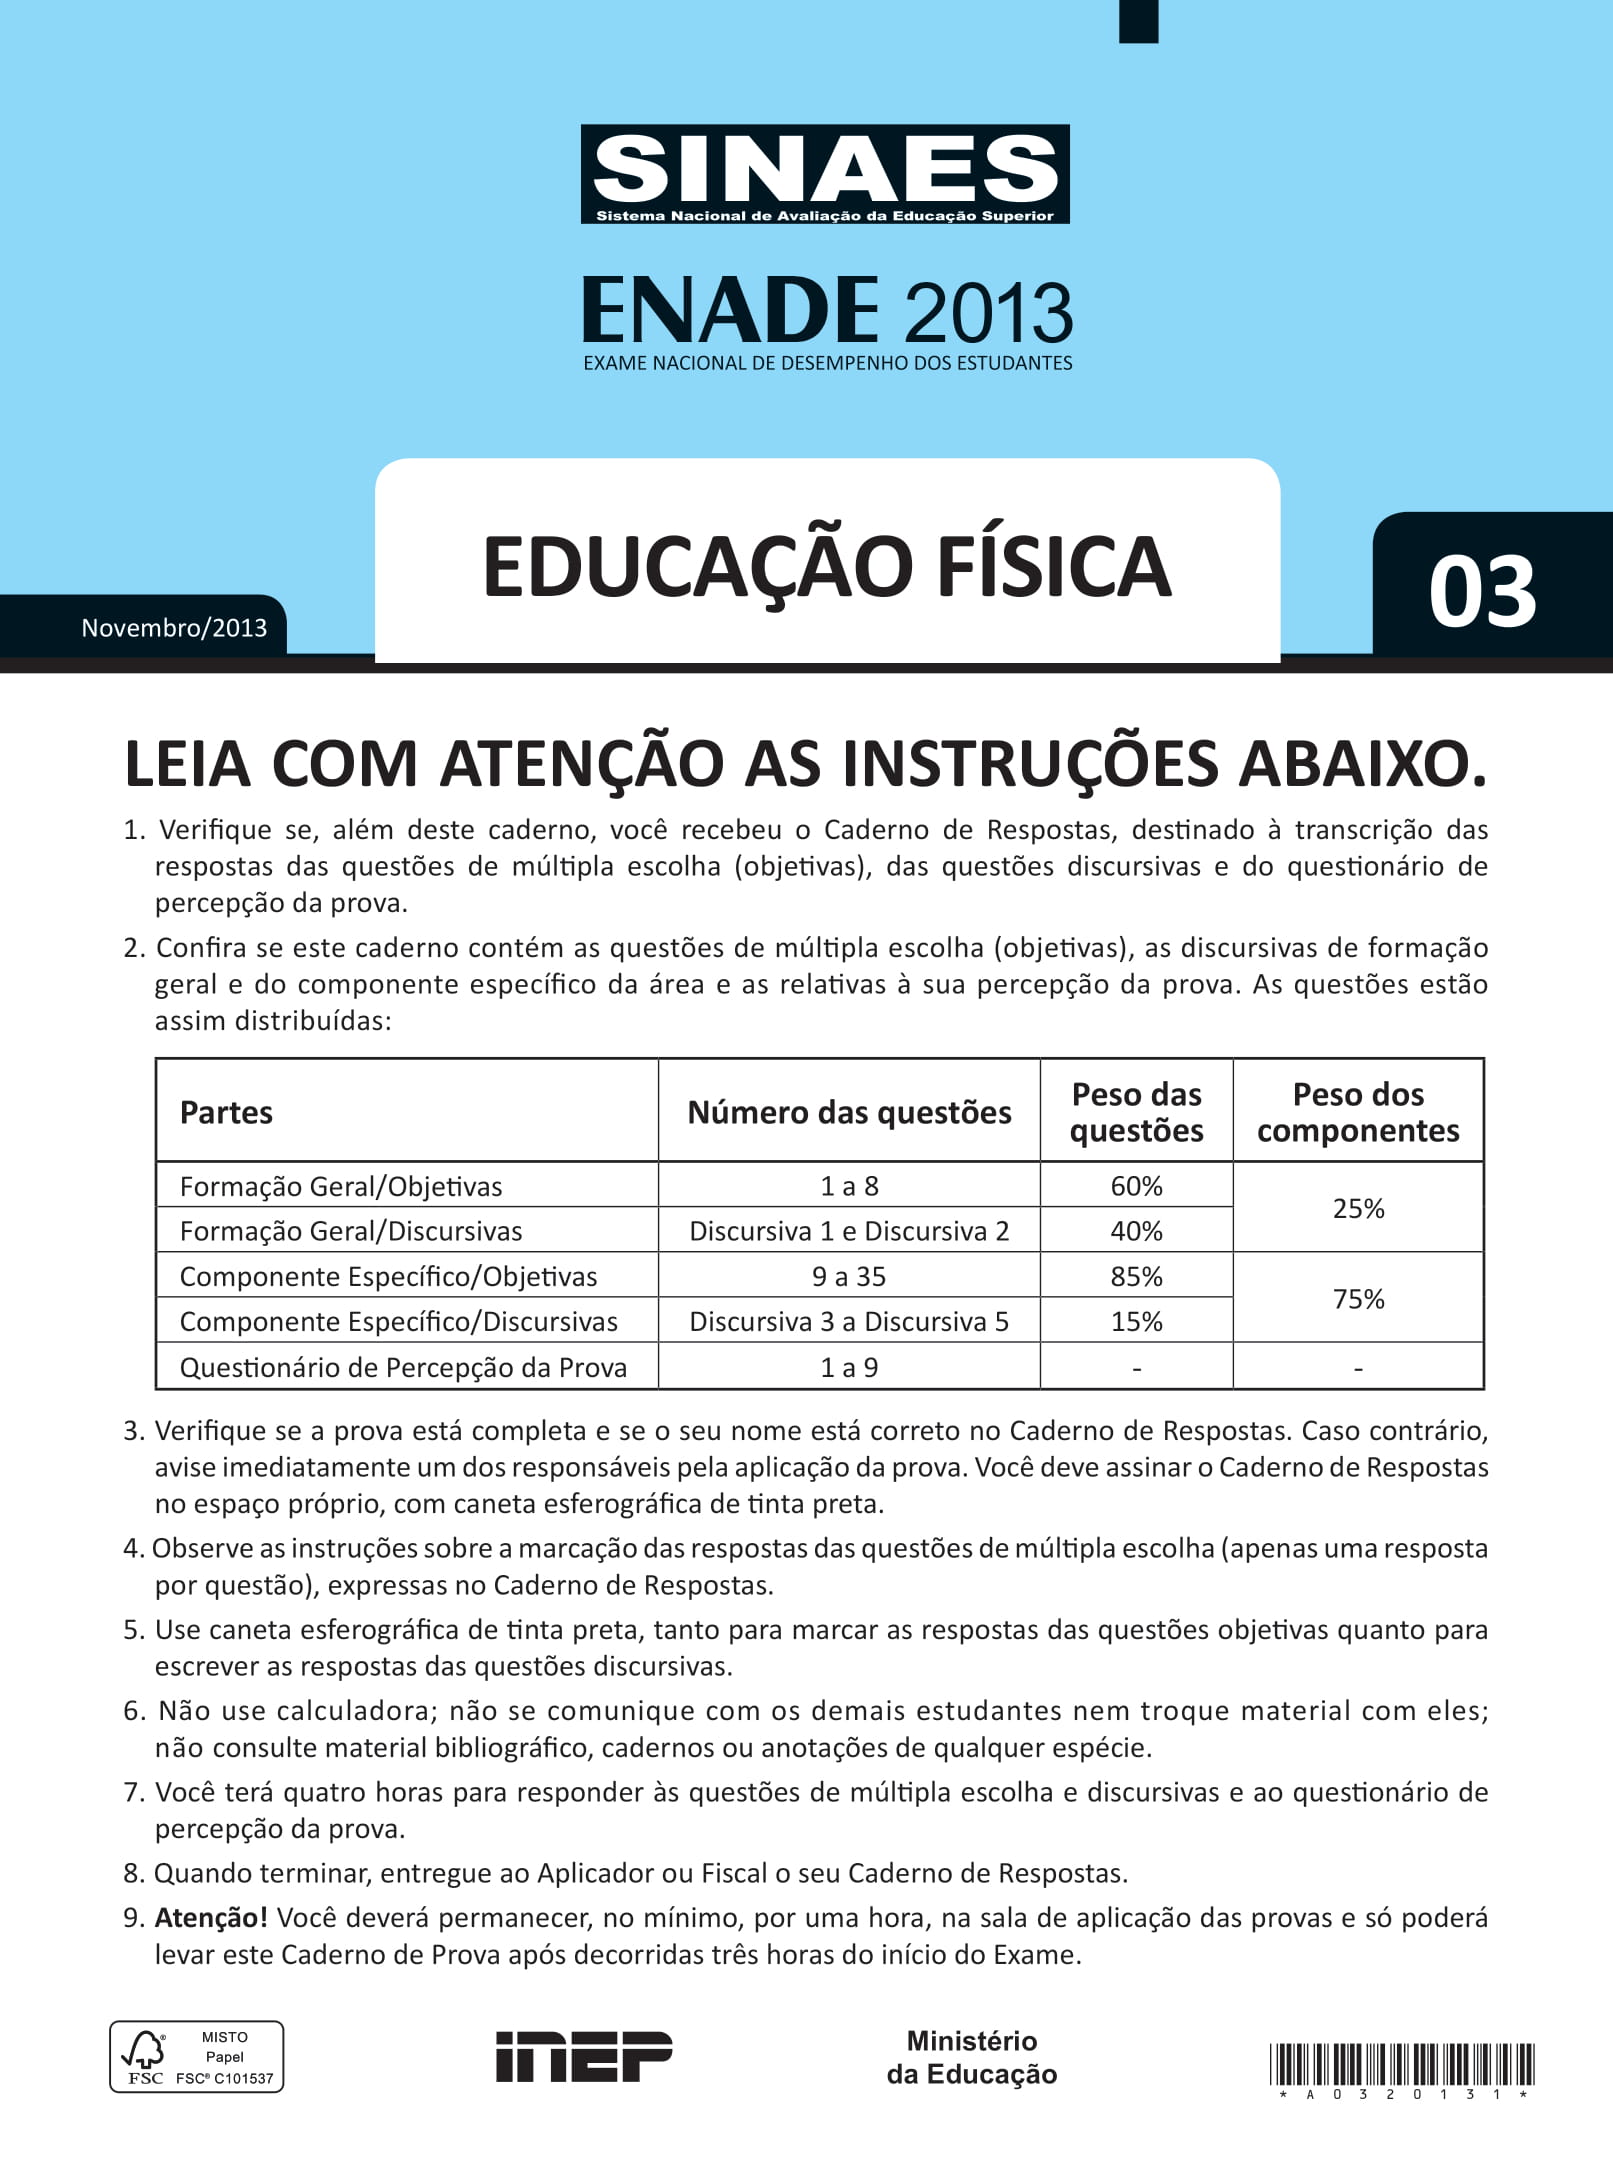 SINAES
Sistema Nacional de Avaliação da Educação Superior
ENADE 2013
EXAME NACIONAL DE DESEMPENHO DOS ESTUDANTES
EDUCAÇÃO FÍSICA
03
Novembro/2013
LEIA COM ATENÇÃO AS INSTRUÇÕES ABAIXO.
1. Verifique se, além deste caderno, você recebeu o Caderno de Respostas, destinado à transcrição das
respostas das questões de múltipla escolha (objetivas), das questões discursivas e do questionário de
percepção da prova.
2. Confira se este caderno contém as questões de múltipla escolha (objetivas), as discursivas de formação
geral e do componente específico da área e as relativas à sua percepção da prova. As questões estão
assim distribuídas:
Partes Número das questões Peso das questões Peso dos componentes
Formação Geral/Objetivas 1 a 8 60% 25%
Formação Geral/Discursivas Discursiva 1 e Discursiva 2 40%
Componente Específico/Objetivas 9 a 35 85% 75%
Componente Específico/Discursivas Discursiva 3 a Discursiva 5 15%
Questionário de Percepção da Prova 1 a 9 - -
3. Verifique se a prova está completa e se o seu nome está correto no Caderno de Respostas. Caso contrário,
avise imediatamente um dos responsáveis pela aplicação da prova. Você deve assinar o Caderno de Respostas
no espaço próprio, com caneta esferográfica de tinta preta.
4. Observe as instruções sobre a marcação das respostas das questões de múltipla escolha (apenas uma resposta
por questão), expressas no Caderno de Respostas.
5. Use caneta esferográfica de tinta preta, tanto para marcar as respostas das questões objetivas quanto para
escrever as respostas das questões discursivas.
6. Não use calculadora; não se comunique com os demais estudantes nem troque material com eles;
não consulte material bibliográfico, cadernos ou anotações de qualquer espécie.
7. Você terá quatro horas para responder às questões de múltipla escolha e discursivas e ao questionário de
percepção da prova.
8. Quando terminar, entregue ao Aplicador ou Fiscal o seu Caderno de Respostas.
9. Atenção! Você deverá permanecer, no mínimo, por uma hora, na sala de aplicação das provas e só poderá
levar este Caderno de Prova após decorridas três horas do início do Exame.
MISTO
Papel
FSC FSC® C101537
INEP
Ministério
da Educação
*A0320131*